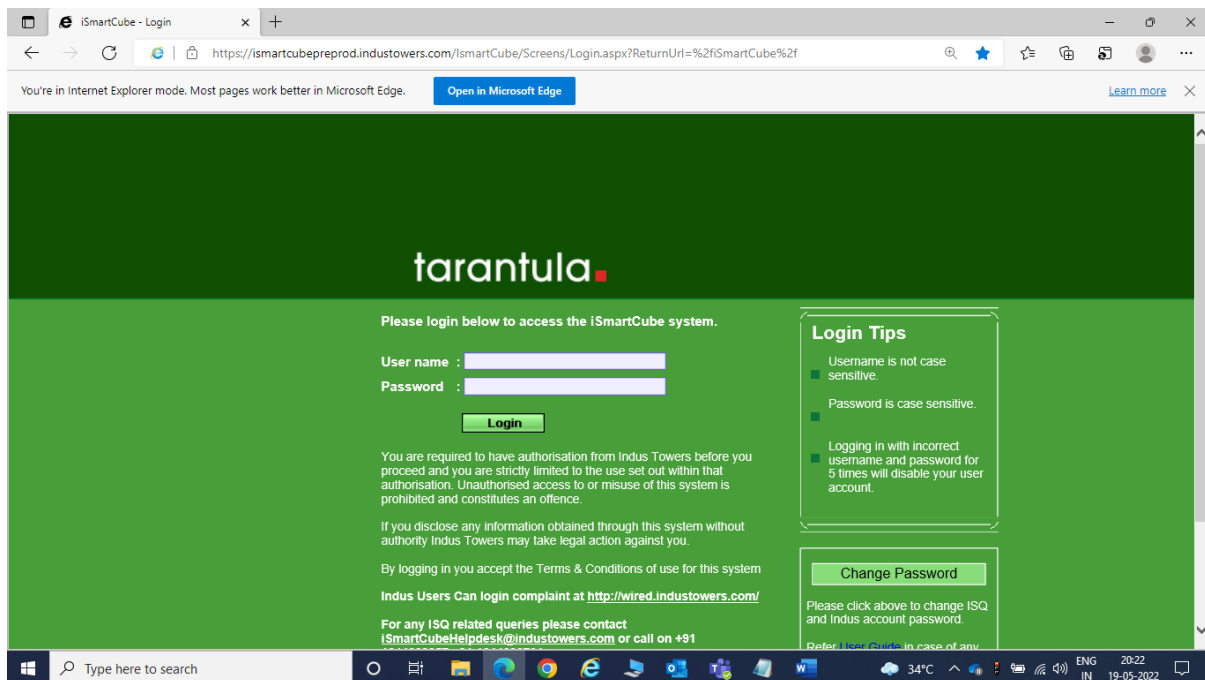 iSmartCube - Login
https://ismartcubepreprod.industowers.com/IsmartCube/Screens/Login.aspx?ReturnUrl=%2fiSmartCube%2f
You're in Internet Explorer mode. Most pages work better in Microsoft Edge.
Open in Microsoft Edge
Learn more
tarantula
Please login below to access the iSmartCube system.
User name :
Password :
Login
You are required to have authorisation from Indus Towers before you
proceed and you are strictly limited to the use set out within that
authorisation. Unauthorised access to or misuse of this system is
prohibited and constitutes an offence.
If you disclose any information obtained through this system without
authority Indus Towers may take legal action against you.
By logging in you accept the Terms & Conditions of use for this system
Indus Users Can login complaint at http://wired.industowers.com/
For any ISQ related queries please contact
iSmartCubeHelpdesk@industowers.com or call on +91
Login Tips
Username is not case
sensitive.
Password is case sensitive.
Logging in with incorrect
username and password for
5 times will disable your user
account.
Change Password
Please click above to change ISQ
and Indus account password.
Refer User Guide in case of any
Type here to search
34°C
ENG
IN
20:22
19-05-2022